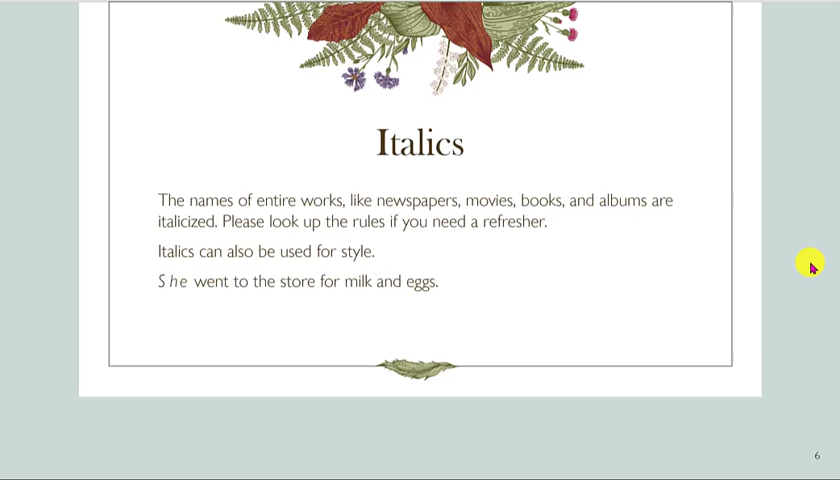 Italics
The names of entire works, like newspapers, movies, books, and albums are
italicized. Please look up the rules if you need a refresher.
Italics can also be used for style.
She went to the store for milk and eggs.
6